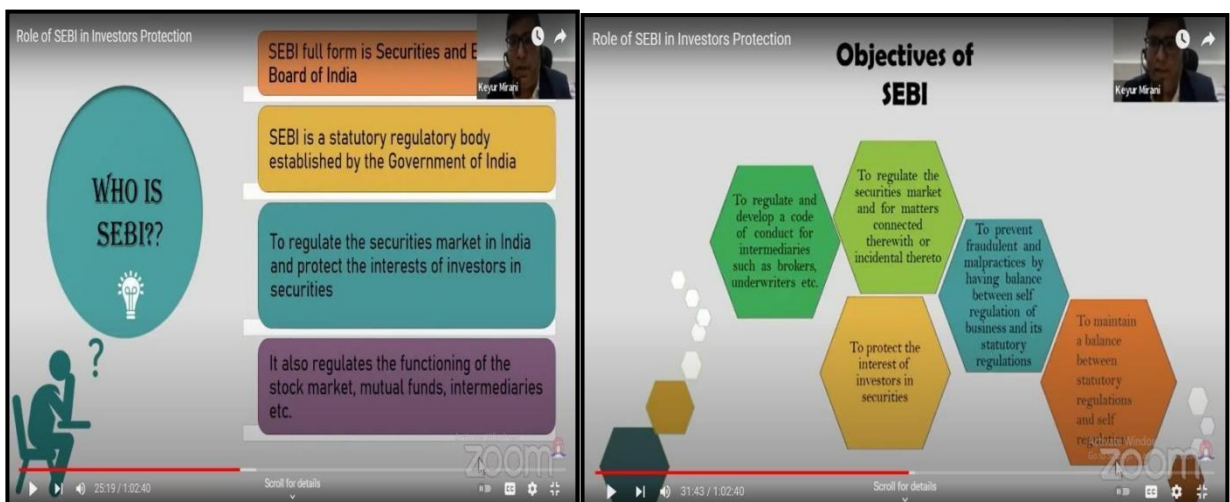 Role of SEBI in Investors Protection
SEBI full form is Securities and E
Board of India
Keyur Mirani
WHO IS
SEBI??
SEBI is a statutory regulatory body
established by the Government of India
To regulate the securities market in India
and protect the interests of investors in
securities
?
It also regulates the functioning of the
stock market, mutual funds, intermediaries
etc.
zoom
25:19 / 1:02:40
Scroll for details
CC
Role of SEBI in Investors Protection
Objectives of
SEBI
Keyur Mirani
To regulate and
develop a code
of conduct for
intermediaries
such as brokers,
underwriters etc.
To regulate the
securities market
and for matters
connected
therewith or
incidental thereto
To prevent
fraudulent and
malpractices by
having balance
between self
regulation of
business and its
statutory
regulations
To protect the
interest of
investors in
securities
To maintain
a balance
between
statutory
regulations
and self
regulation
zoom
31:43 / 1:02:40
Scroll for details
CC